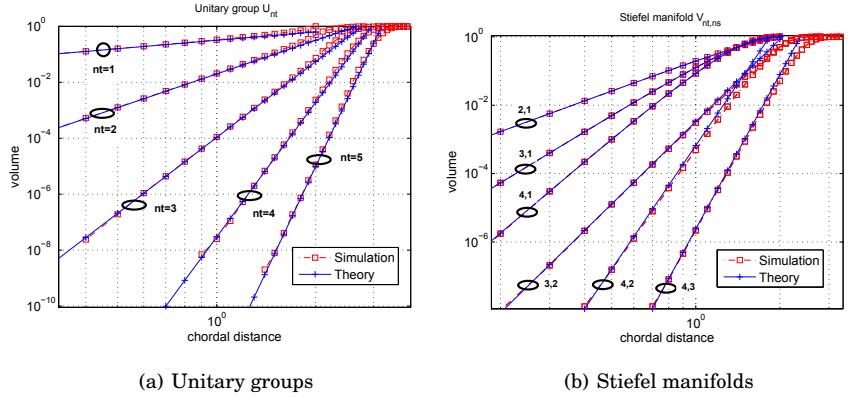 Unitary group U_nt
10^0
10^-2
10^-4
10^-6
10^-8
10^-10
volume
nt=1
nt=2
nt=3
nt=4
nt=5
Simulation
Theory
10^0
chordal distance
(a) Unitary groups
Stiefel manifold V_nt,ns
10^0
10^-2
10^-4
10^-6
volume
2,1
3,1
4,1
3,2
4,2
4,3
Simulation
Theory
10^0
chordal distance
(b) Stiefel manifolds